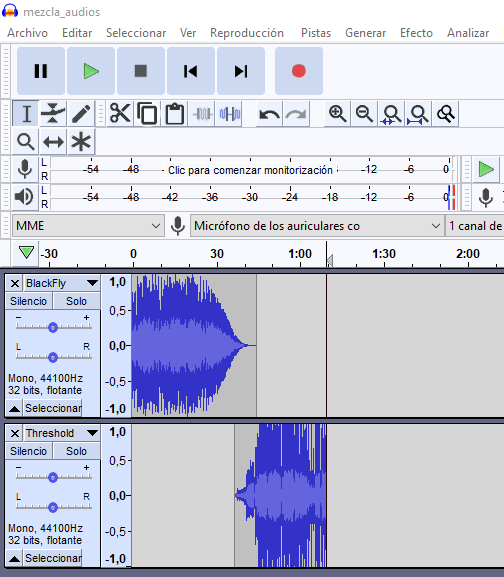 mezcla_audios
Archivo Editar Seleccionar Ver Reproducción Pistas Generar Efecto Analizar
L R -54 -48 - Clic para comenzar monitorización -12 -6 0
L R -54 -48 -42 -36 -30 -24 -18 -12 -6 0
MME Micrófono de los auriculares co 1 canal de
-30 0 30 1:00 1:30 2:00
× BlackFly 1,0
Silencio Solo
- + 0,5
L R 0,0
Mono, 44100Hz -0,5
32 bits, flotante
Seleccionar -1,0
× Threshold 1,0
Silencio Solo
- + 0,5
L R 0,0
Mono, 44100Hz -0,5
32 bits, flotante
Seleccionar -1,0